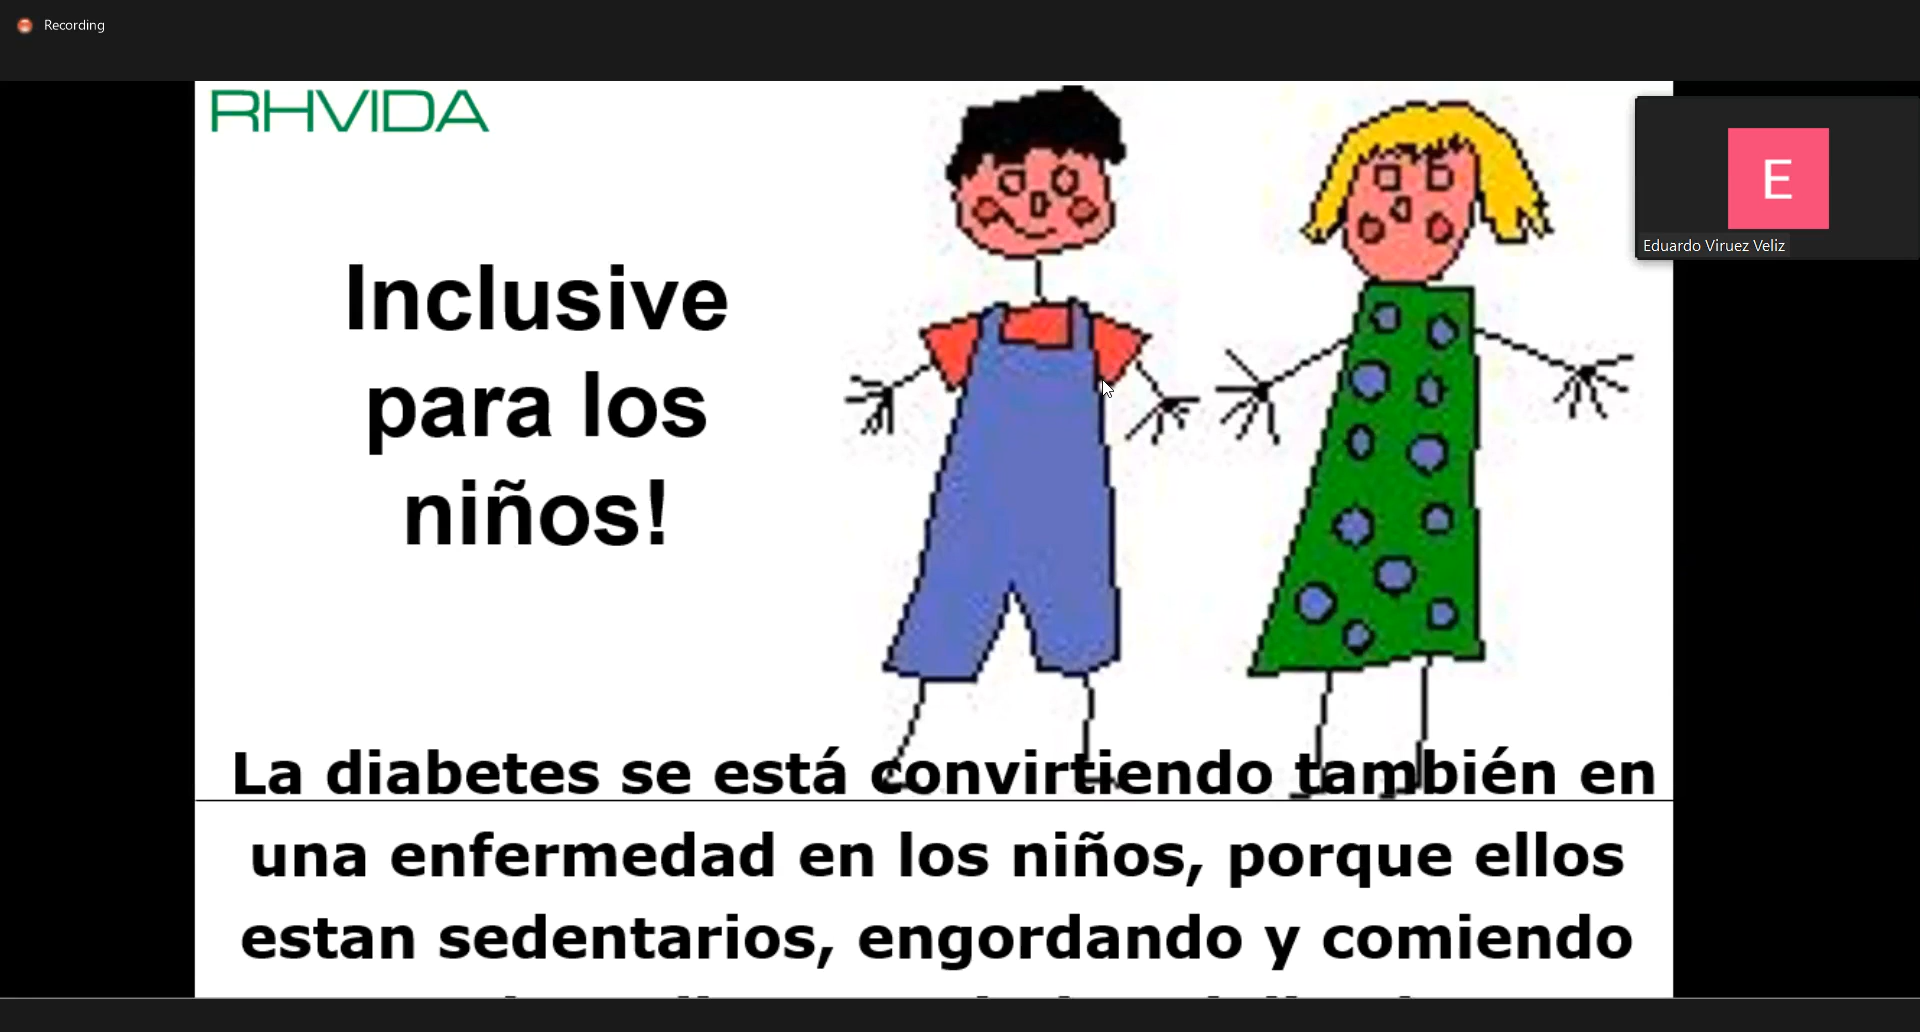 Recording
RHVIDA
E
Eduardo Viruez Veliz
Inclusive
para los
niños!
La diabetes se está convirtiendo también en
una enfermedad en los niños, porque ellos
estan sedentarios, engordando y comiendo